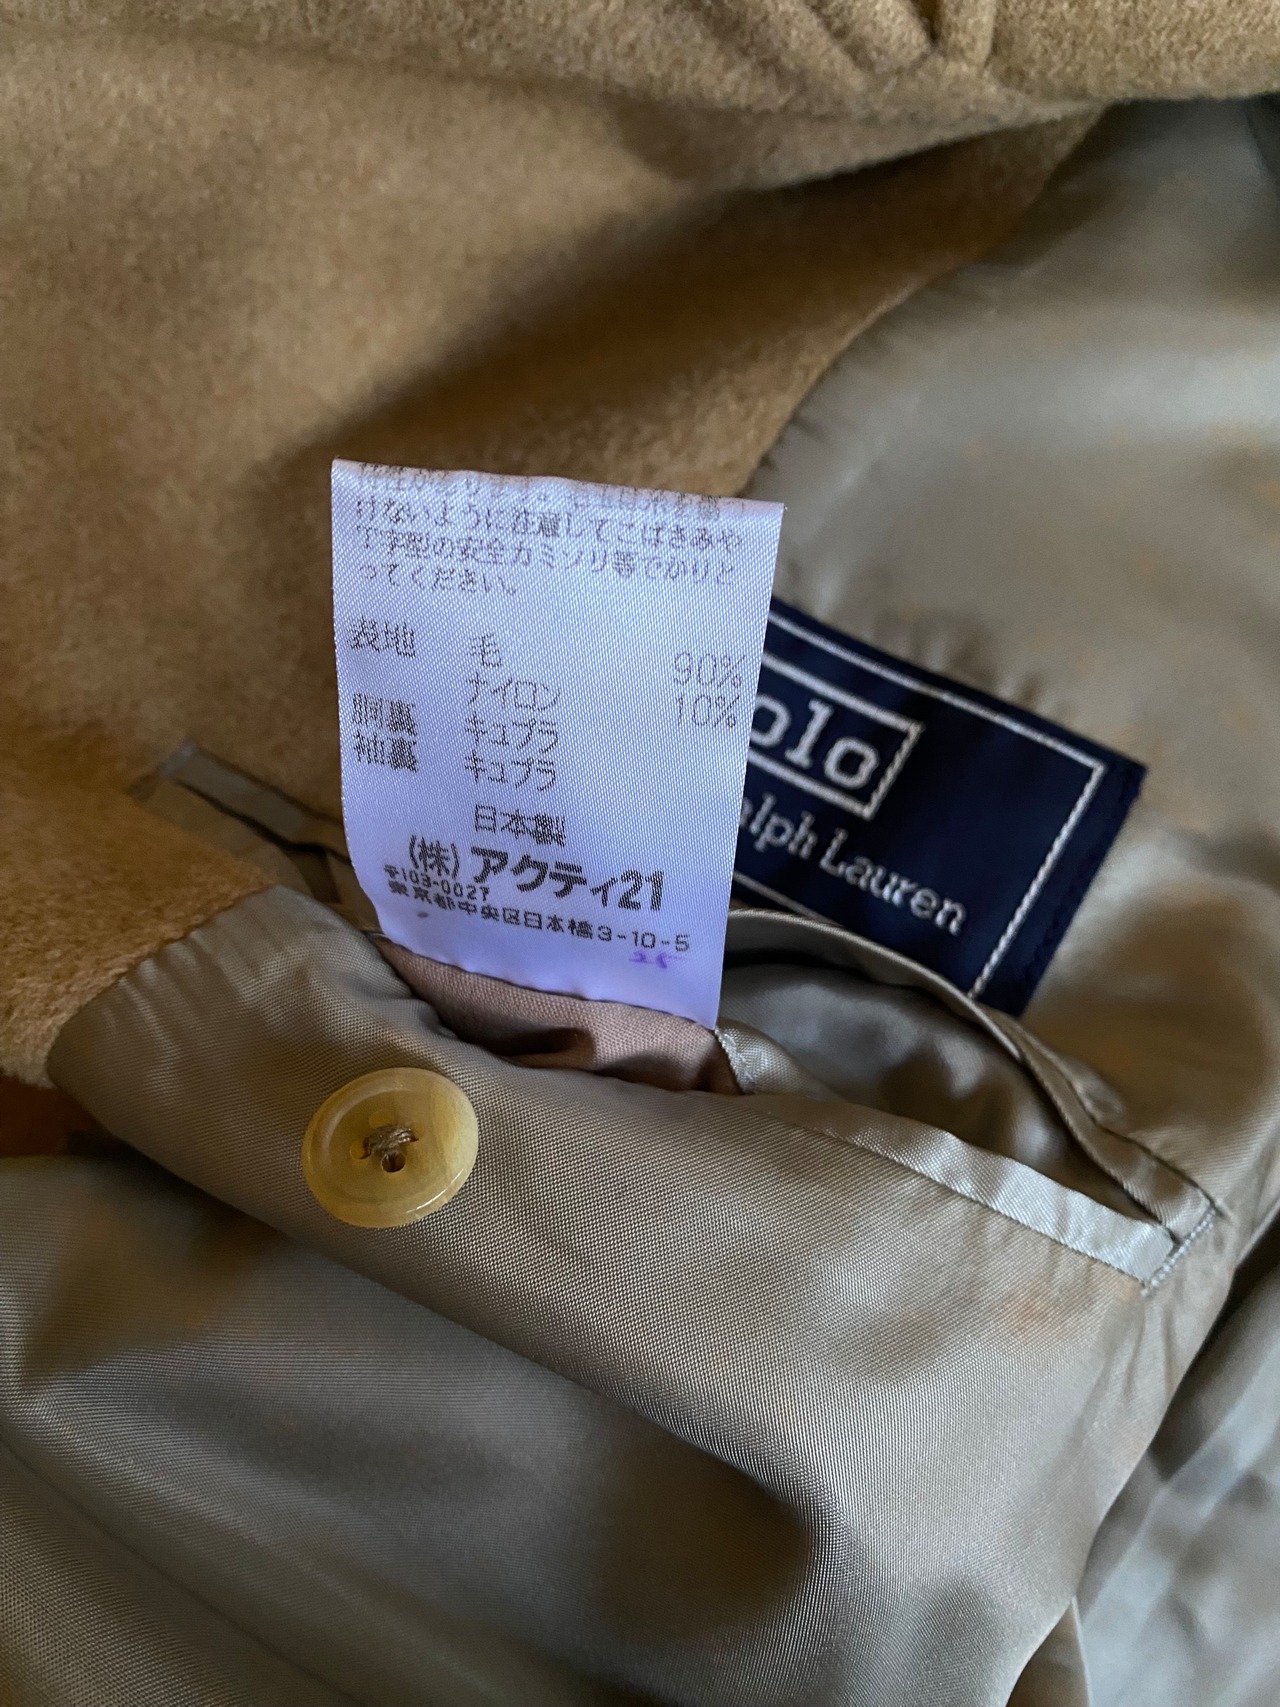 けないように注意してこばさみや
T字型の安全カミソリ等でかりと
ってください。
表地 毛 90%
ナイロン 10%
胴裏 キュプラ
袖裏 キュプラ
日本製
(株)アクティ21
〒103-0027
東京都中央区日本橋3-10-5
25
olo
alph Lauren